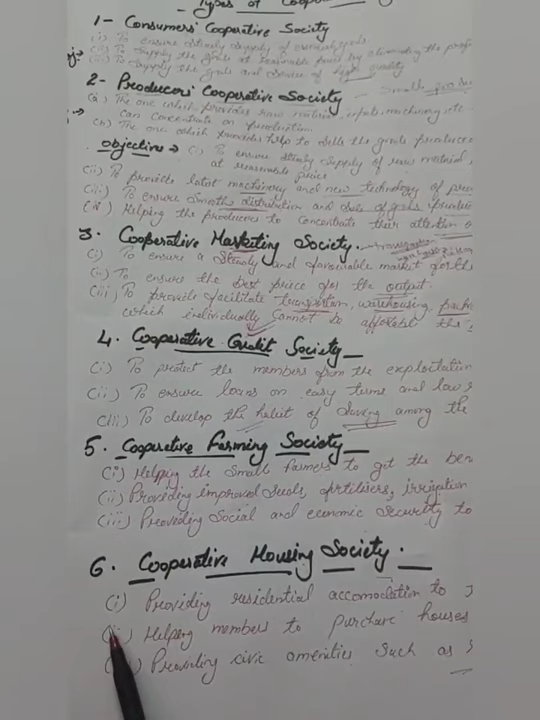 Types of Cooperative
1- Consumers' Cooperative Society
(i) To ensure steady supply of
(ii) To supply the goods at reasonable price by eliminating the
(iii) To supply the goods and of high quality
2- Producers' Cooperative Society - Small
(a) The one which provides raw material, machinery etc
can concentrate on production.
(b) The one which provides help to sells the goods produced
objectives → (i) To ensure steady supply of raw material,
at reasonable price
(ii) To provide latest machinery and new technology of
(iii) To ensure smooth distribution and sale of goods
(iv) Helping the producers to concentrate their attention o
3. Cooperative Marketing Society.
(i) To ensure a steady and favourable market for th
(ii) To ensure the best price for the output.
(iii) To provide facilitate transportion, warehousing, pack
which individually cannot be affordable the
4. Cooperative Credit Society
(i) To protect the members from the exploitation
(ii) To ensure loans on easy terms and low
(iii) To develop the habit of saving among the
5. Cooperative Farming Society
(i) Helping the small farmers to get the ben
(ii) Providing improved seeds, fertilisers, irrigation
(iii) Providing social and economic security to
6. Cooperative Housing Society.
(i) Providing residential accomodation to
(ii) Helping members to purchase houses
Providing civic amenities such as